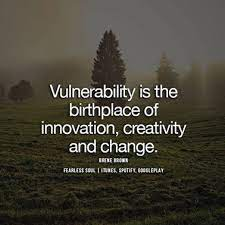 Vulnerability is the
birthplace of
innovation, creativity
and change.
BRENE BROWN
FEARLESS SOUL | ITUNES, SPOTIFY, GOOGLEPLAY